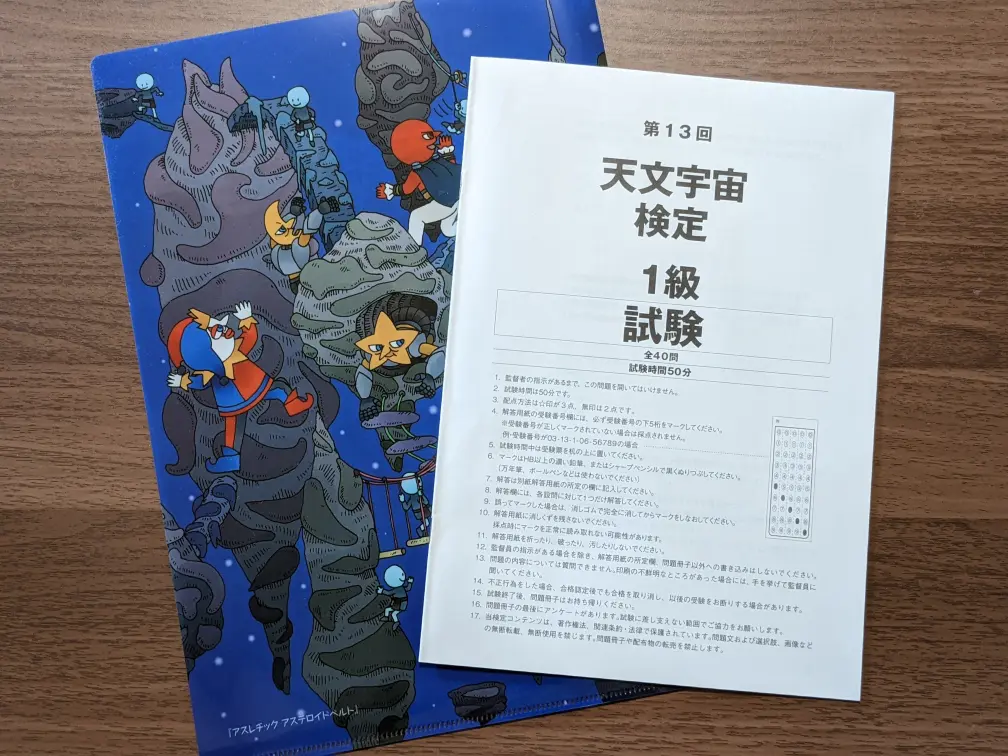 第13回
天文字宙
検定
1級
試験
全40問
試験時間50分
1. 監督者の指示があるまで、この問題を開いてはいけません。
2. 試験時間は50分です。
3. 配点方法は☆印が3点、無印は2点です。
4. 解答用紙の受験番号欄には、必ず受験番号の下5桁をマークしてください。
※受験番号が正しくマークされていない場合は採点されません。
例・受験番号が03-13-1-06-56789の場合
5. 試験時間中は受験票を机の上に置いてください。
6. マークはHB以上の濃い鉛筆、またはシャープペンシルで黒くぬりつぶしてください。
(万年筆、ボールペンなどは使わないでください)
7. 解答は別紙解答用紙の所定の欄に記入してください。
8. 解答欄には、各設問に対して1つだけ解答してください。
9. 誤ってマークした場合は、消しゴムで完全に消してからマークをしなおしてください。
10. 解答用紙に消しくずを残さないでください。
採点時にマークを正常に読み取れない可能性があります。
11. 解答用紙を折ったり、破ったり、汚したりしないでください。
12. 監督員の指示がある場合を除き、解答用紙の所定欄、問題冊子以外への書き込みはしないでください。
13. 問題の内容については質問できません。印刷の不鮮明なところがあった場合には、手を挙げて監督員に
聞いてください。
14. 不正行為をした場合、合格認定後でも合格を取り消し、以後の受験をお断りする場合があります。
15. 試験終了後、問題冊子はお持ち帰りください。
16. 問題冊子の最後にアンケートがあります。試験に差し支えない範囲でご協力をお願いします。
17. 当検定コンテンツは、著作権法、関連条約・法律で保護されています。問題文および選択肢、画像など
の無断転載、無断使用を禁じます。問題冊子や配布物の転売を禁止します。
「アスレチック アステロイドベルト」